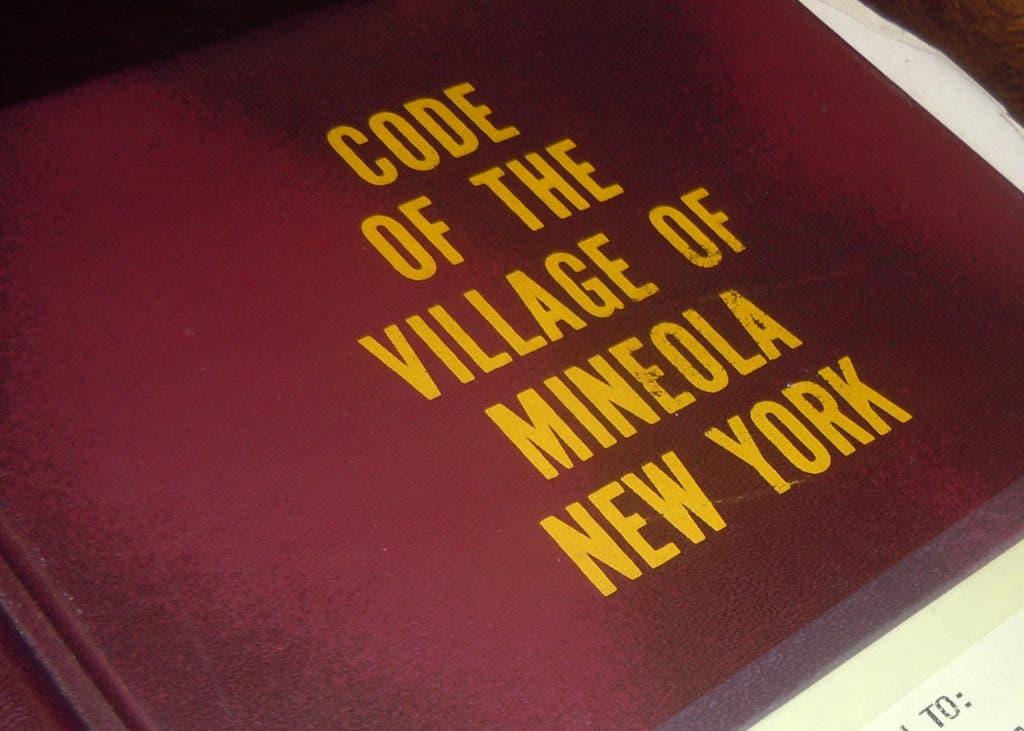 CODE
OF THE
VILLAGE OF
MINEOLA
NEW YORK
TO: